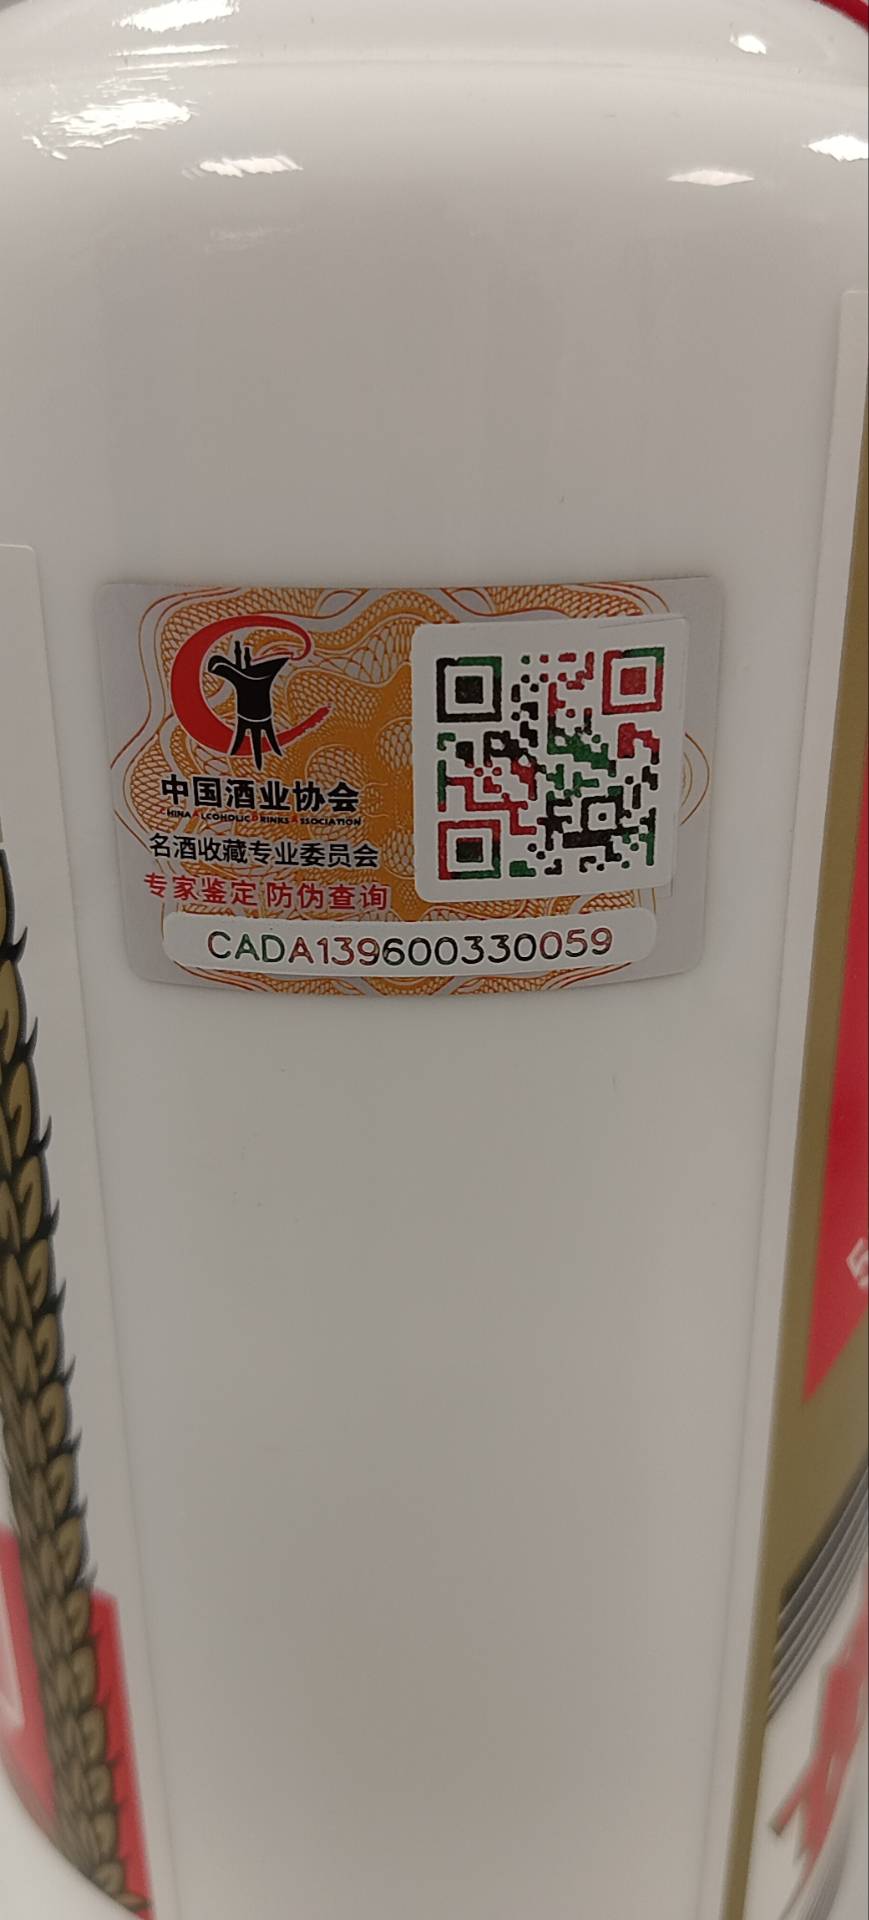 中国酒业协会
CHINA ALCOHOLIC DRINKS ASSOCIATION
名酒收藏专业委员会
专家鉴定 防伪查询
CADA139600330059
5